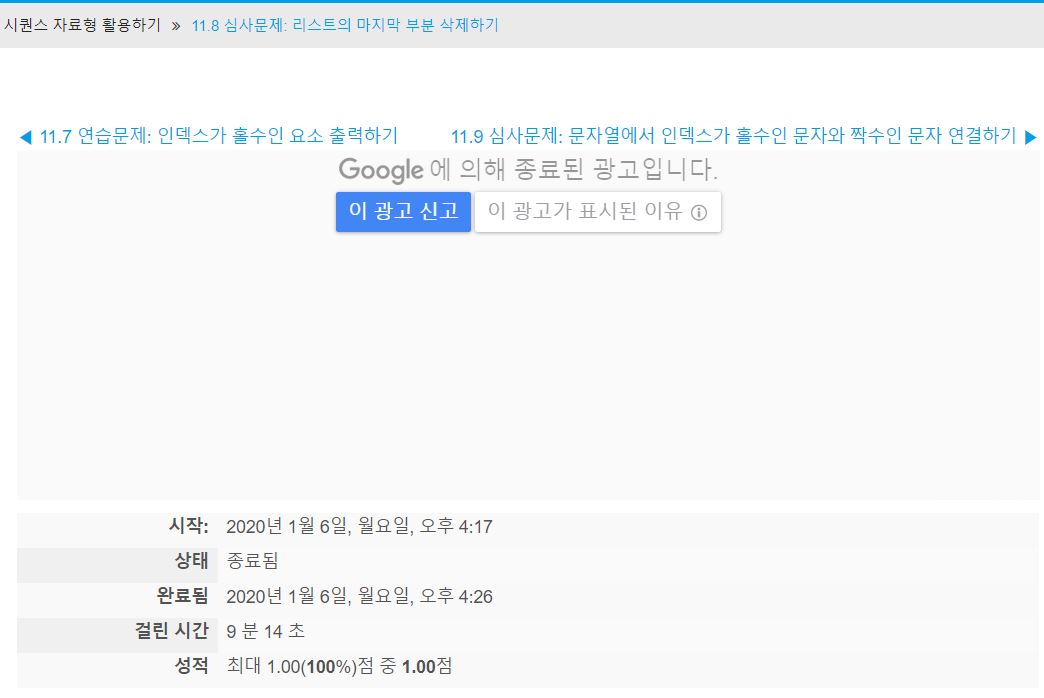 시퀀스 자료형 활용하기 » 11.8 심사문제: 리스트의 마지막 부분 삭제하기
◀ 11.7 연습문제: 인덱스가 홀수인 요소 출력하기 11.9 심사문제: 문자열에서 인덱스가 홀수인 문자와 짝수인 문자 연결하기 ▶
Google에 의해 종료된 광고입니다.
이 광고 신고 이 광고가 표시된 이유 ⓘ
시작: 2020년 1월 6일, 월요일, 오후 4:17
상태 종료됨
완료됨 2020년 1월 6일, 월요일, 오후 4:26
걸린 시간 9 분 14 초
성적 최대 1.00(100%)점 중 1.00점